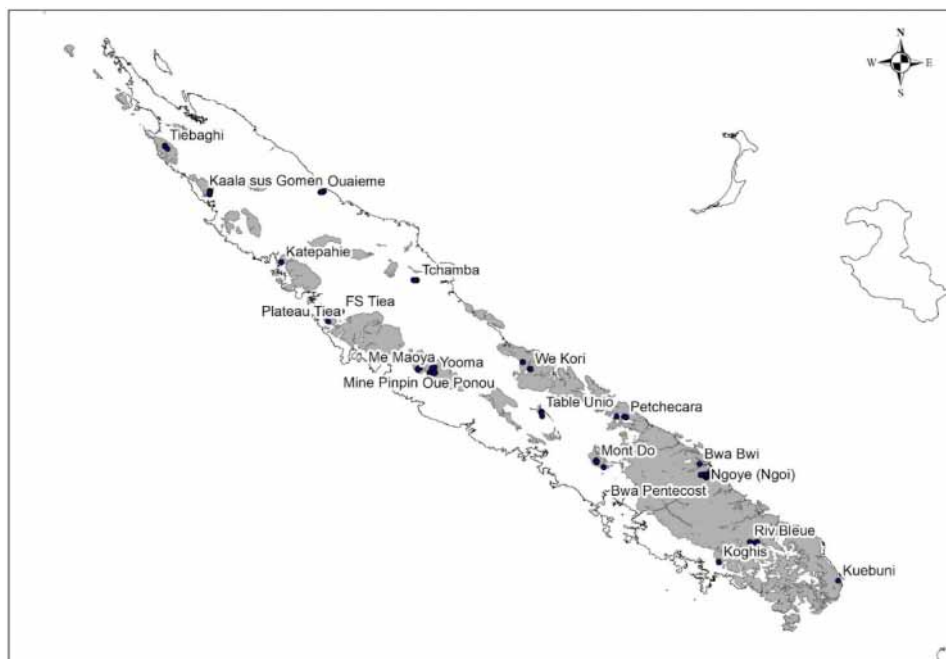 N
W E
S
Tiebaghi
Kaala sus Gomen Ouaieme
Katepahie
Tchamba
FS Tiea
Plateau Tiea
Me Maoya
Yooma
We Kori
Mine Pinpin Oue Ponou
Table Unio
Petchecara
Mont Do
Bwa Bwi
Ngoye (Ngoï)
Bwa Pentecost
Riv Bleue
Koghis
Kuebuni